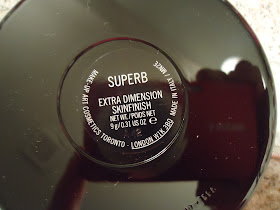 SUPERB
EXTRA DIMENSION
SKINFINISH
NET WT./POIDS NET
9 g/0.31 US OZ ℮
MAKE-UP ART COSMETICS TORONTO · LONDON W1K 3BU MADE IN ITALY